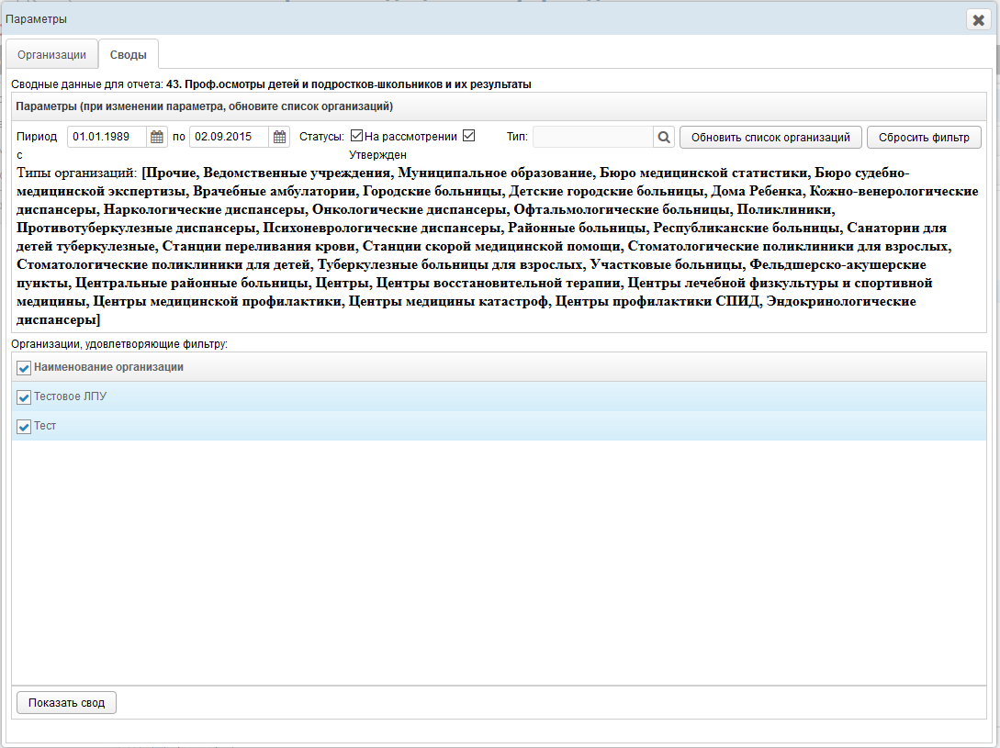 Параметры
Организации Своды
Сводные данные для отчета: 43. Проф.осмотры детей и подростков-школьников и их результаты
Параметры (при изменении параметра, обновите список организаций)
Пириод 01.01.1989 по 02.09.2015 Статусы: На рассмотрении Тип: Обновить список организаций Сбросить фильтр
с Утвержден
Типы организаций: [Прочие, Ведомственные учреждения, Муниципальное образование, Бюро медицинской статистики, Бюро судебно-
медицинской экспертизы, Врачебные амбулатории, Городские больницы, Детские городские больницы, Дома Ребенка, Кожно-венерологические
диспансеры, Наркологические диспансеры, Онкологические диспансеры, Офтальмологические больницы, Поликлиники,
Противотуберкулезные диспансеры, Психоневрологические диспансеры, Районные больницы, Республиканские больницы, Санатории для
детей туберкулезные, Станции переливания крови, Станции скорой медицинской помощи, Стоматологические поликлиники для взрослых,
Стоматологические поликлиники для детей, Туберкулезные больницы для взрослых, Участковые больницы, Фельдшерско-акушерские
пункты, Центральные районные больницы, Центры, Центры восстановительной терапии, Центры лечебной физкультуры и спортивной
медицины, Центры медицинской профилактики, Центры медицины катастроф, Центры профилактики СПИД, Эндокринологические
диспансеры]
Организации, удовлетворяющие фильтру:
Наименование организации
Тестовое ЛПУ
Тест
Показать свод